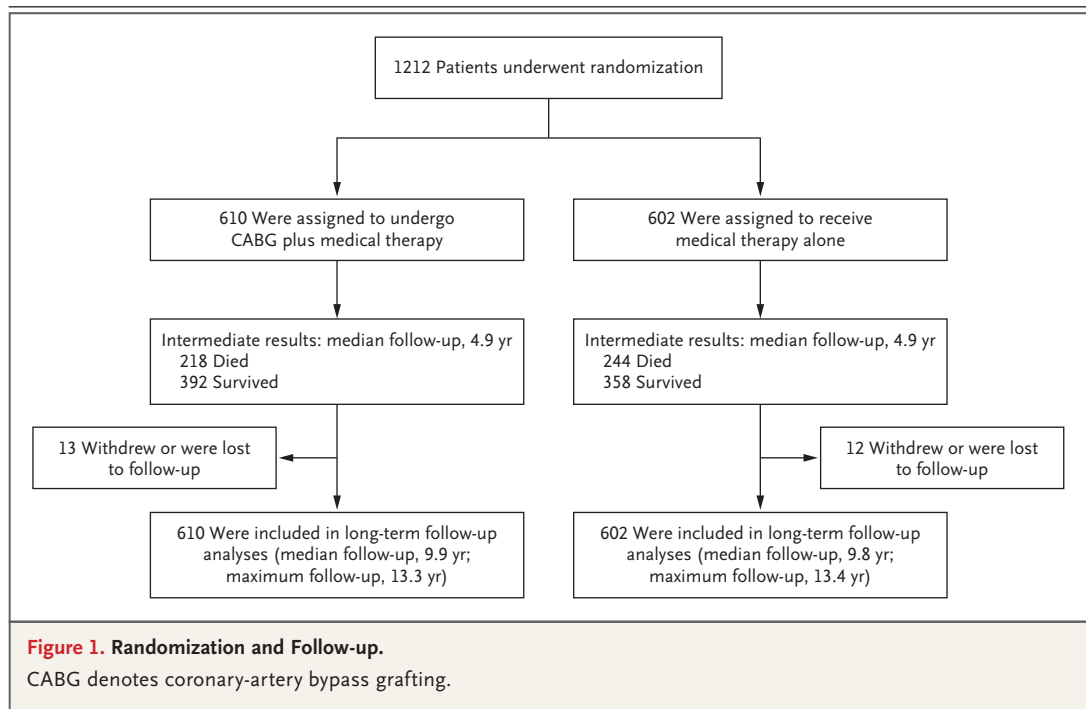 1212 Patients underwent randomization
610 Were assigned to undergo
CABG plus medical therapy
602 Were assigned to receive
medical therapy alone
Intermediate results: median follow-up, 4.9 yr
218 Died
392 Survived
Intermediate results: median follow-up, 4.9 yr
244 Died
358 Survived
13 Withdrew or were lost
to follow-up
12 Withdrew or were lost
to follow-up
610 Were included in long-term follow-up
analyses (median follow-up, 9.9 yr;
maximum follow-up, 13.3 yr)
602 Were included in long-term follow-up
analyses (median follow-up, 9.8 yr;
maximum follow-up, 13.4 yr)
Figure 1. Randomization and Follow-up.
CABG denotes coronary-artery bypass grafting.